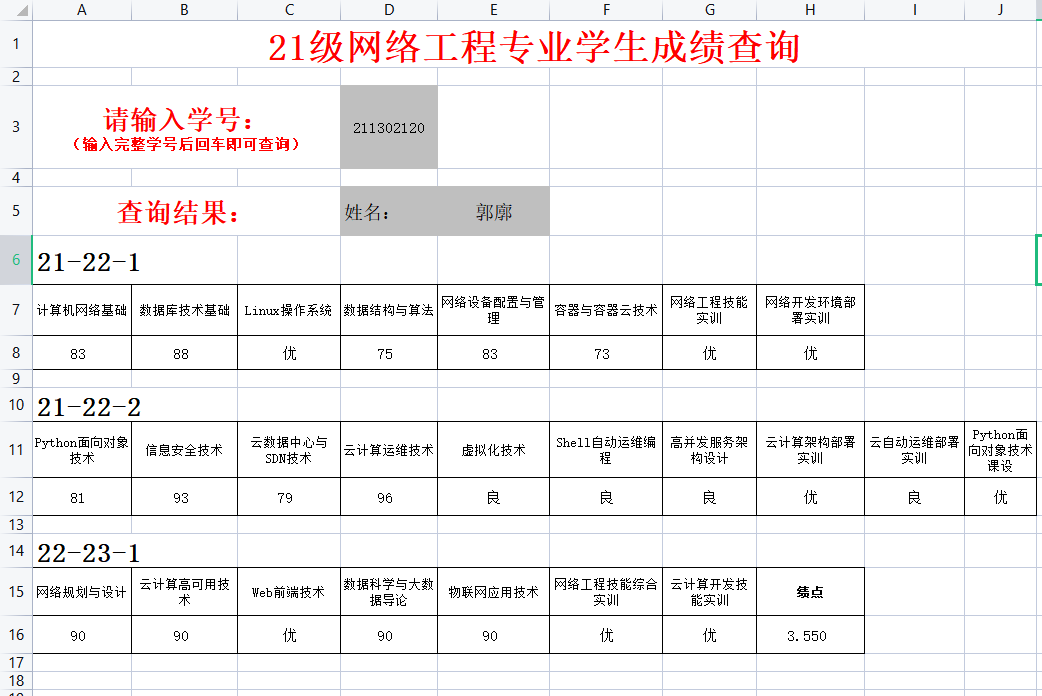 A B C D E F G H I J
1 21级网络工程专业学生成绩查询
2
3 请输入学号： 211302120
（输入完整学号后回车即可查询）
4
5 查询结果： 姓名： 郭廓
6 21-22-1
7 计算机网络基础 数据库技术基础 Linux操作系统 数据结构与算法 网络设备配置与管理 容器与容器云技术 网络工程技能实训 网络开发环境部署实训
8 83 88 优 75 83 73 优 优
9
10 21-22-2
11 Python面向对象技术 信息安全技术 云数据中心与SDN技术 云计算运维技术 虚拟化技术 Shell自动运维编程 高并发服务架构设计 云计算架构部署实训 云自动运维部署实训 Python面向对象技术课设
12 81 93 79 96 良 良 良 优 良 优
13
14 22-23-1
15 网络规划与设计 云计算高可用技术 Web前端技术 数据科学与大数据导论 物联网应用技术 网络工程技能综合实训 云计算开发技能实训 绩点
16 90 90 优 90 90 优 优 3.550
17
18